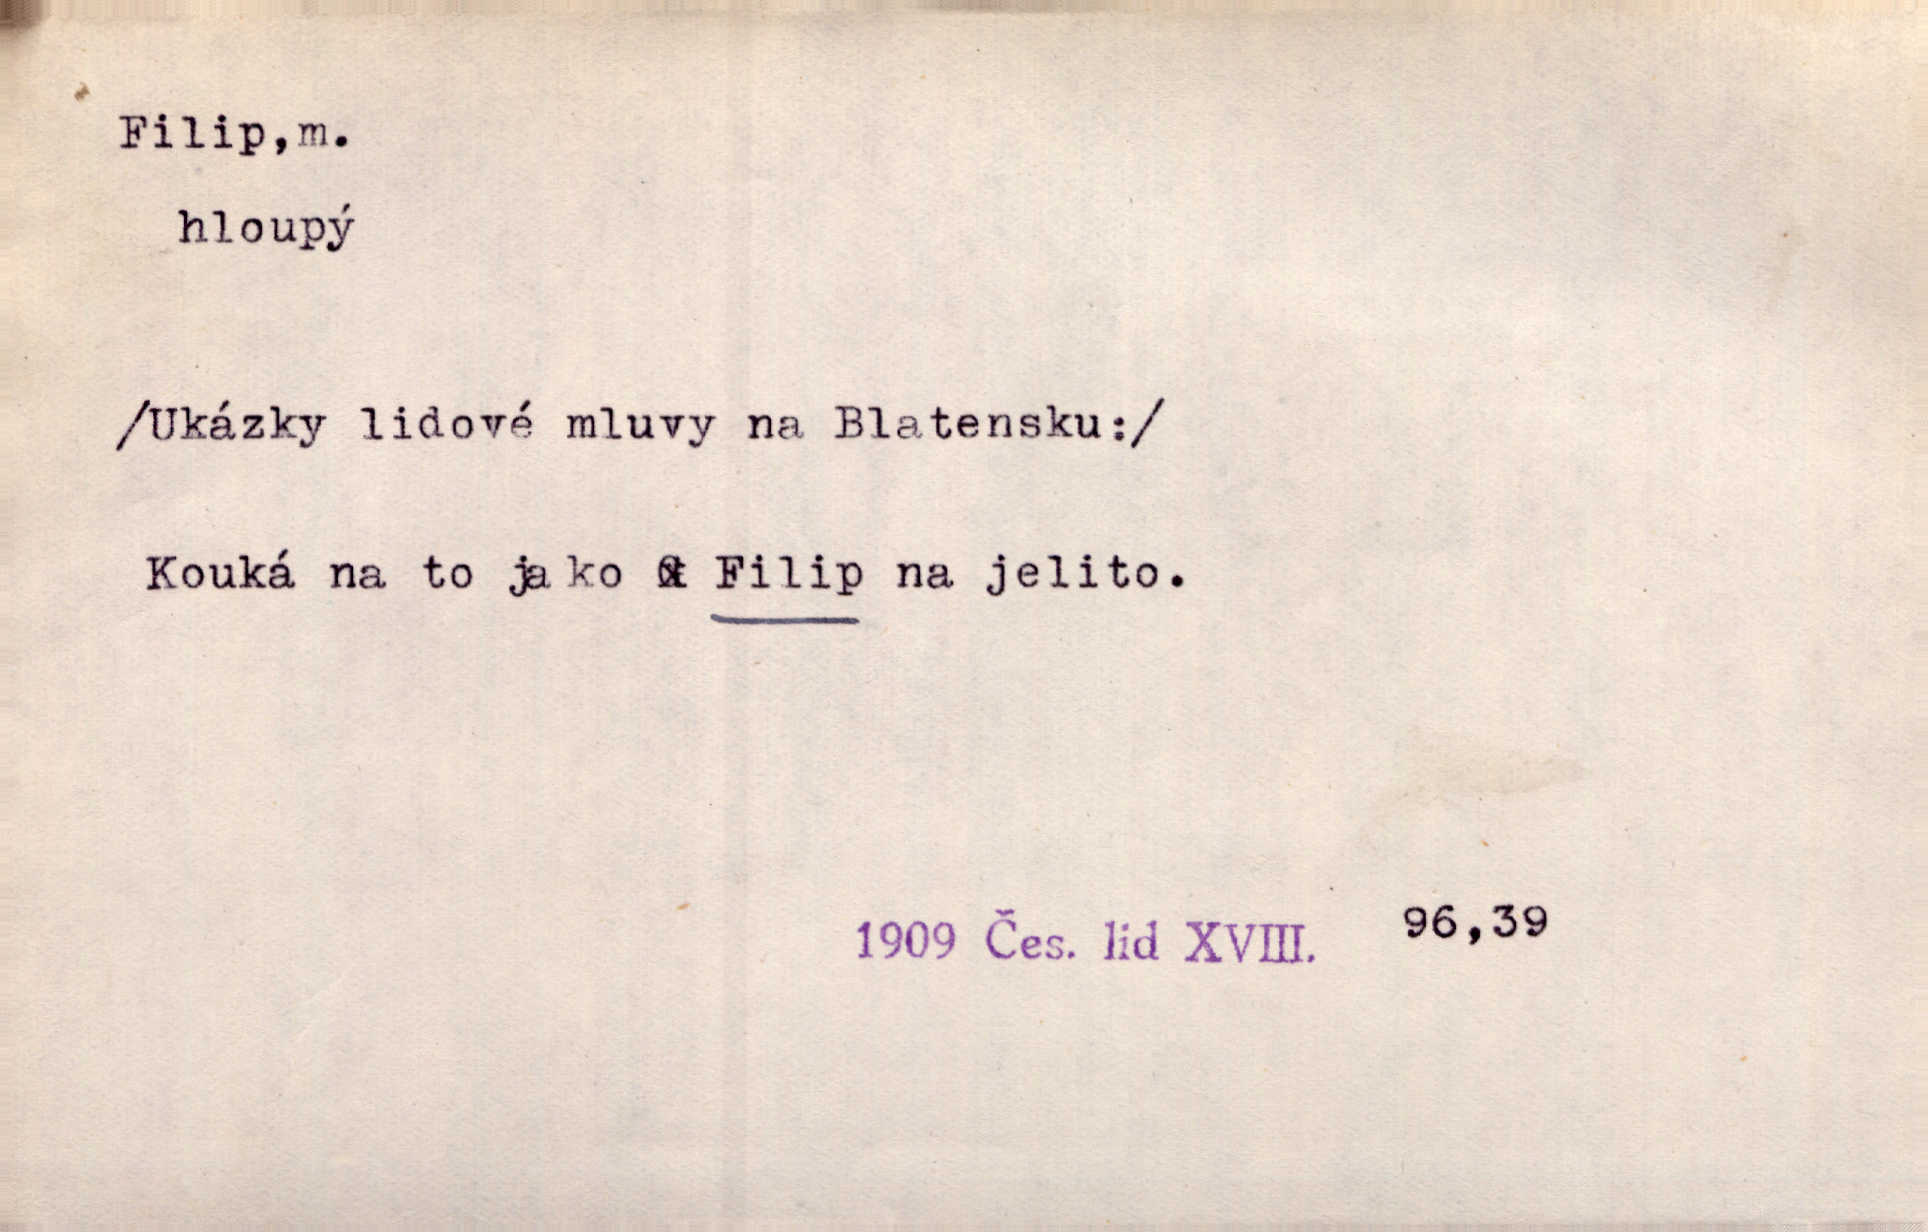 Filip,m.
hloupý
/Ukázky lidové mluvy na Blatensku:/
Kouká na to jako Filip na jelito.
1909 Čes. lid XVIII. 96,39